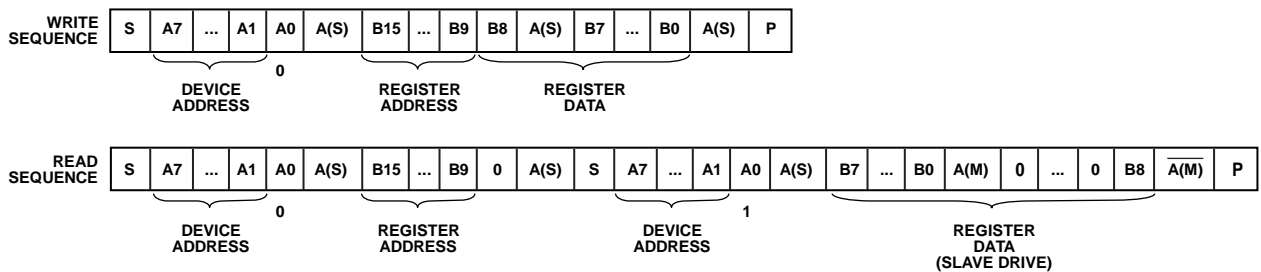 WRITE
SEQUENCE
S A7 ... A1 A0 A(S) B15 ... B9 B8 A(S) B7 ... B0 A(S) P
0
DEVICE
ADDRESS
REGISTER
ADDRESS
REGISTER
DATA
READ
SEQUENCE
S A7 ... A1 A0 A(S) B15 ... B9 0 A(S) S A7 ... A1 A0 A(S) B7 ... B0 A(M) 0 ... 0 B8 A̅(̅M̅)̅ P
0 1
DEVICE
ADDRESS
REGISTER
ADDRESS
DEVICE
ADDRESS
REGISTER
DATA
(SLAVE DRIVE)